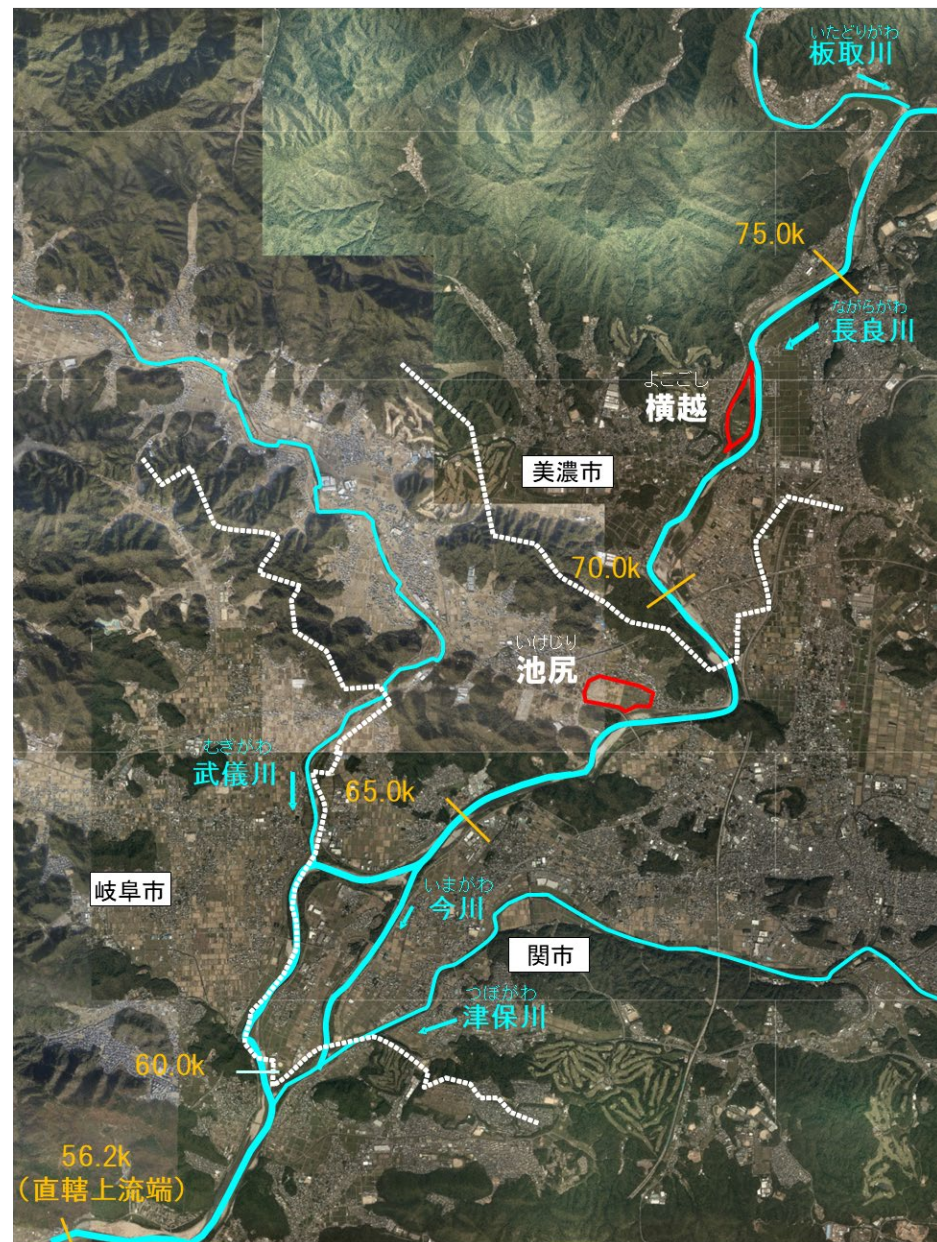 いたどりがわ
板取川
75.0k
ながらがわ
長良川
よこごし
横越
美濃市
70.0k
いけじり
池尻
むぎがわ
武儀川
65.0k
岐阜市
いまがわ
今川
関市
つぼがわ
津保川
60.0k
56.2k
(直轄上流端)